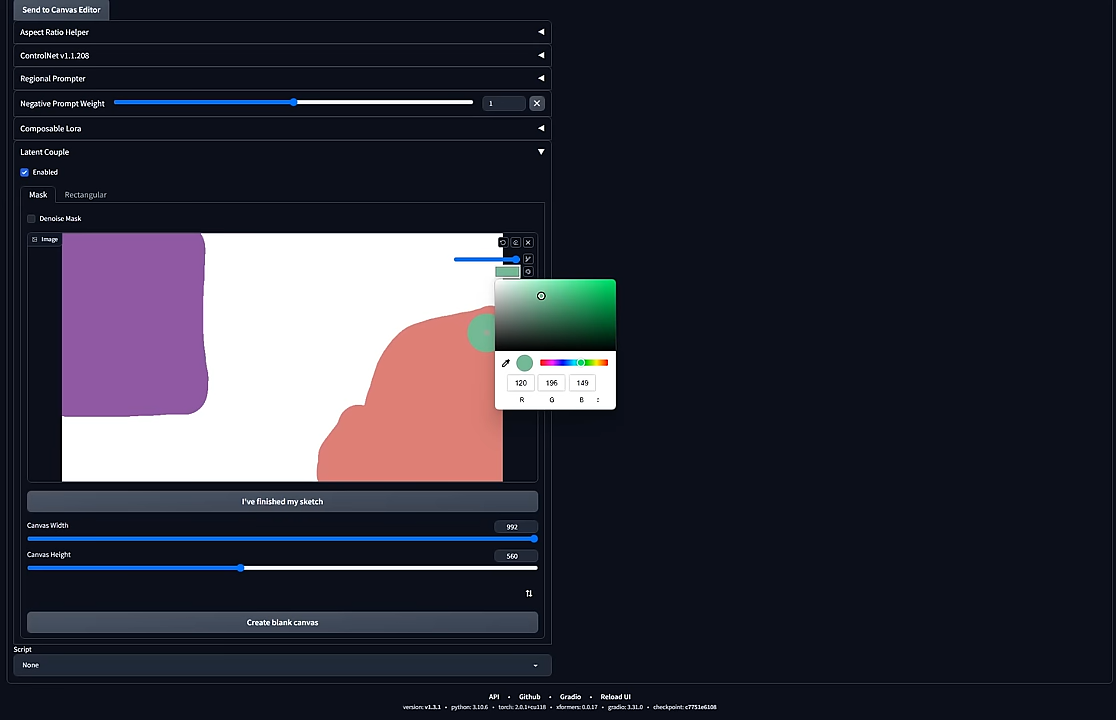 Send to Canvas Editor
Aspect Ratio Helper
ControlNet v1.1.208
Regional Prompter
Negative Prompt Weight 1
Composable Lora
Latent Couple
Enabled
Mask Rectangular
Denoise Mask
Image
120 196 149
R G B
I've finished my sketch
Canvas Width 992
Canvas Height 560
Create blank canvas
Script
None
API • Github • Gradio • Reload UI
version: v1.3.1 • python: 3.10.6 • torch: 2.0.1+cu118 • xformers: 0.0.17 • gradio: 3.31.0 • checkpoint: c7751e6108